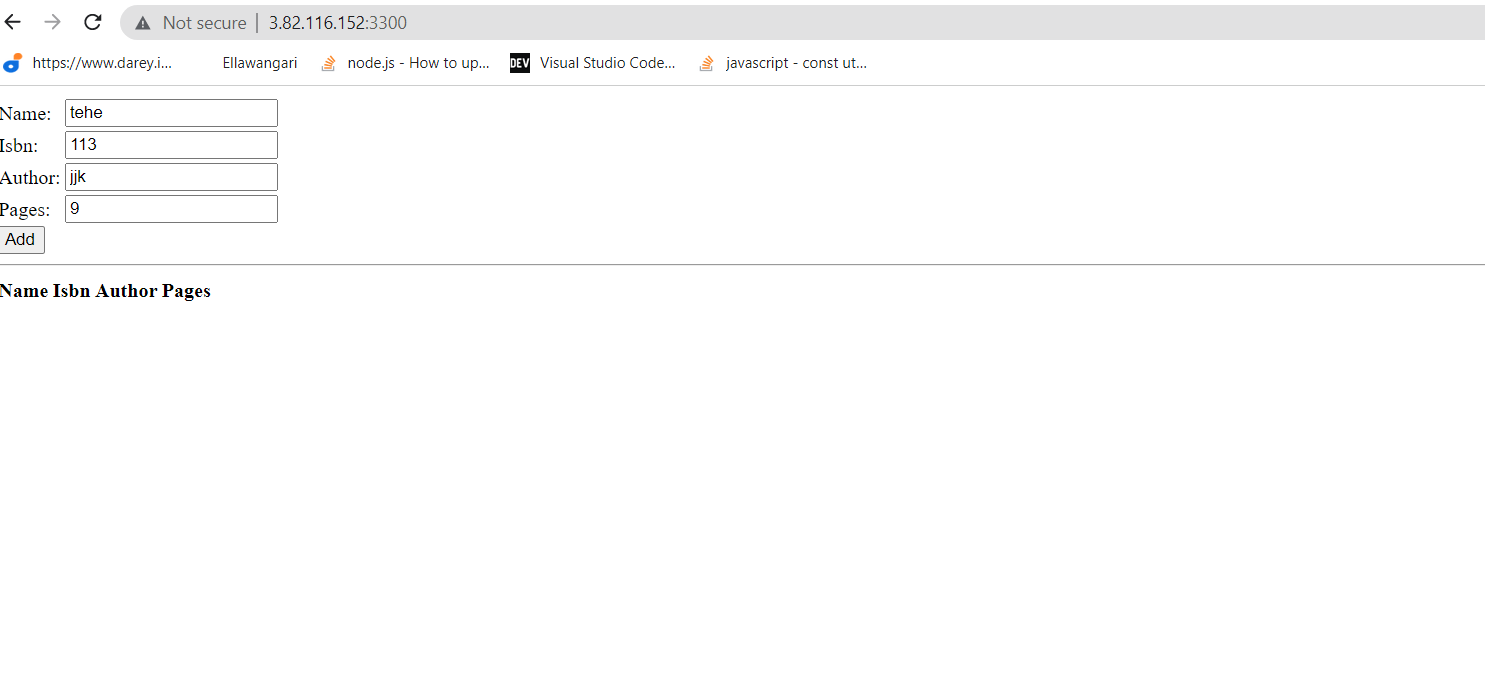 Not secure | 3.82.116.152:3300
https://www.darey.i... Ellawangari node.js - How to up... DEV Visual Studio Code... javascript - const ut...
Name: tehe
Isbn: 113
Author: jjk
Pages: 9
Add
Name Isbn Author Pages